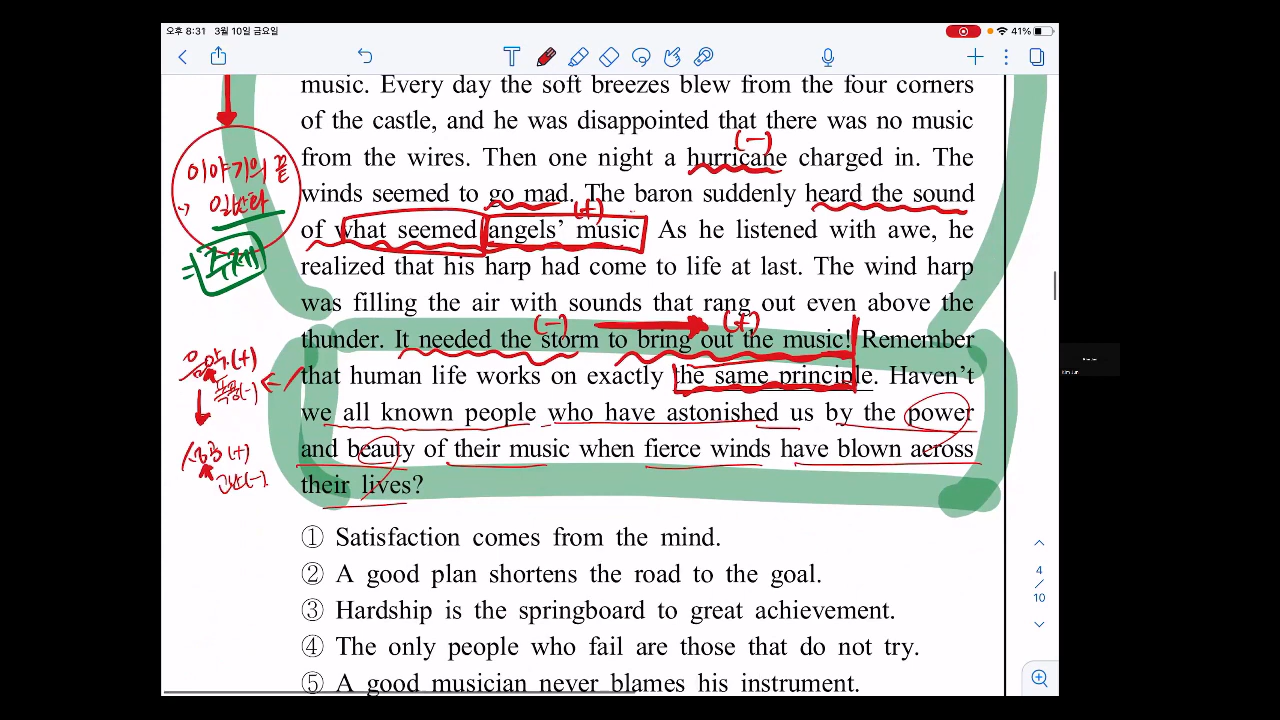 오후 8:31 3월 10일 금요일
41%
music. Every day the soft breezes blew from the four corners
of the castle, and he was disappointed that there was no music
(-)
from the wires. Then one night a hurricane charged in. The
이야기의 끝
winds seemed to go mad. The baron suddenly heard the sound
→ 일반화
(+)
of what seemed angels' music. As he listened with awe, he
= 주제
realized that his harp had come to life at last. The wind harp
was filling the air with sounds that rang out even above the
(-) (+)
thunder. It needed the storm to bring out the music! Remember
음악(+)
that human life works on exactly the same principle. Haven't
폭풍(-)
we all known people who have astonished us by the power
and beauty of their music when fierce winds have blown across
(+)
(-)
their lives?
① Satisfaction comes from the mind.
② A good plan shortens the road to the goal.
③ Hardship is the springboard to great achievement.
④ The only people who fail are those that do not try.
⑤ A good musician never blames his instrument.
4
/
10